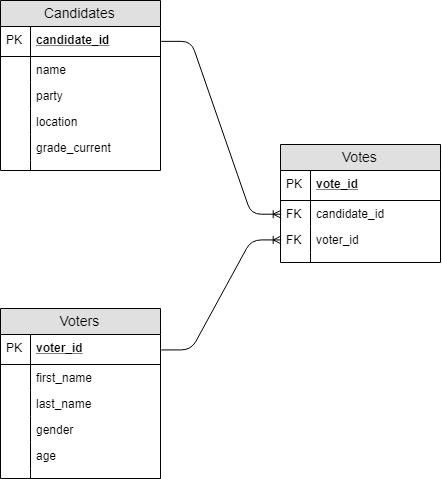 Candidates
PK candidate_id
name
party
location
grade_current
Votes
PK vote_id
FK candidate_id
FK voter_id
Voters
PK voter_id
first_name
last_name
gender
age